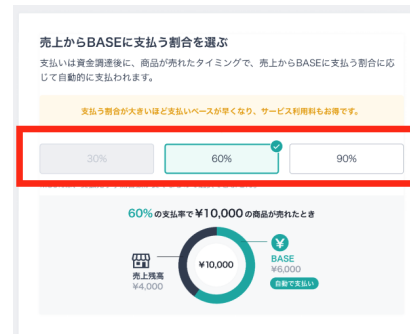 売上からBASEに支払う割合を選ぶ
支払いは資金調達後に、商品が売れたタイミングで、売上からBASEに支払う割合に応
じて自動的に支払われます。
支払う割合が大きいほど支払いペースが早くなり、サービス利用料もお得です。
30%
60%
90%
60%の支払率で¥10,000の商品が売れたとき
¥10,000
売上残高
¥4,000
¥
BASE
¥6,000
自動で支払い